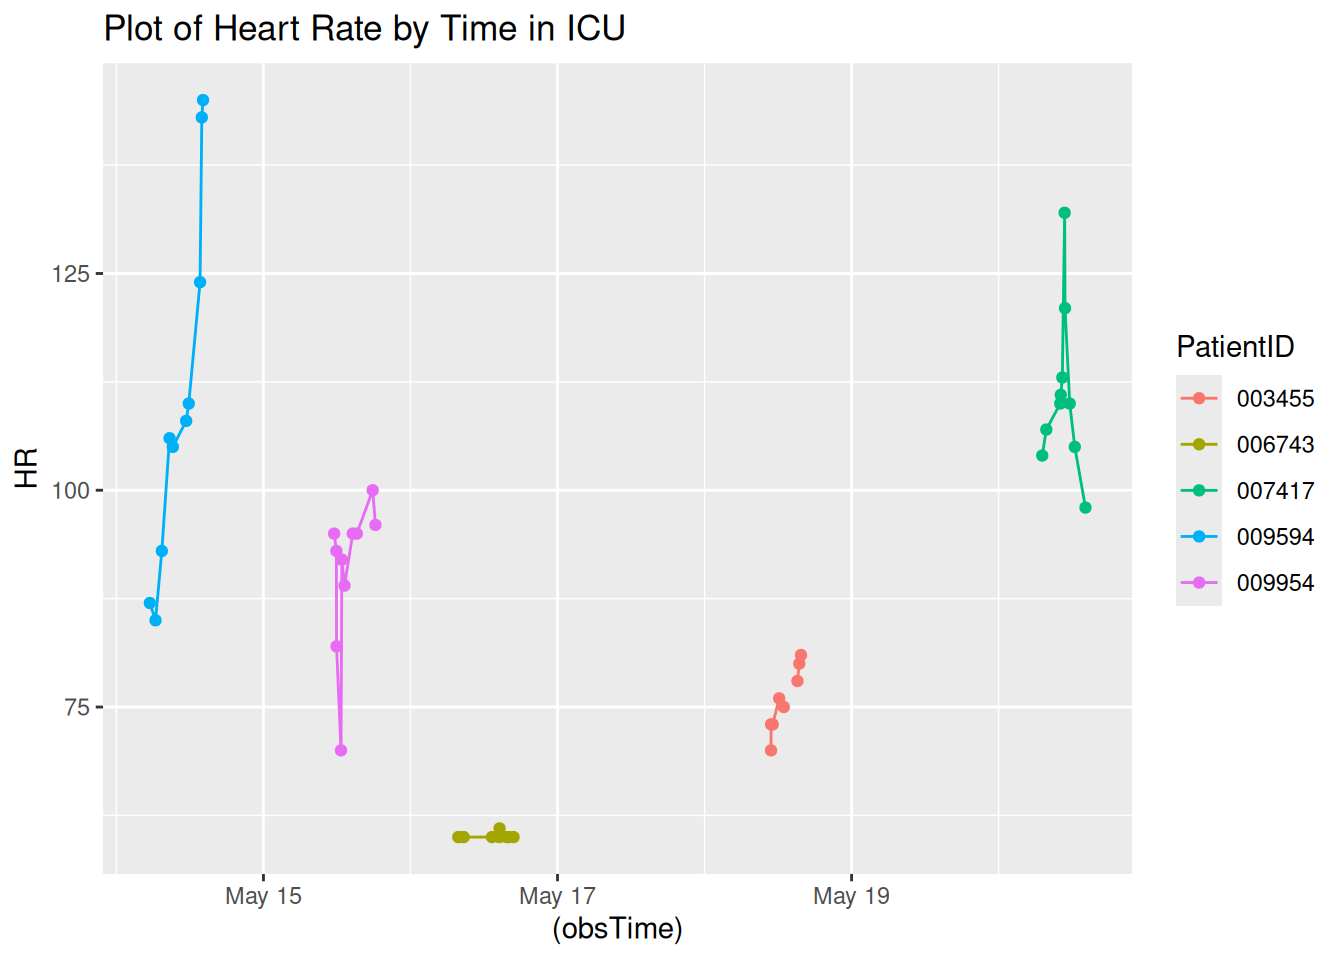 Plot of Heart Rate by Time in ICU
HR
125
100
75
May 15
May 17
May 19
(obsTime)
PatientID
003455
006743
007417
009594
009954